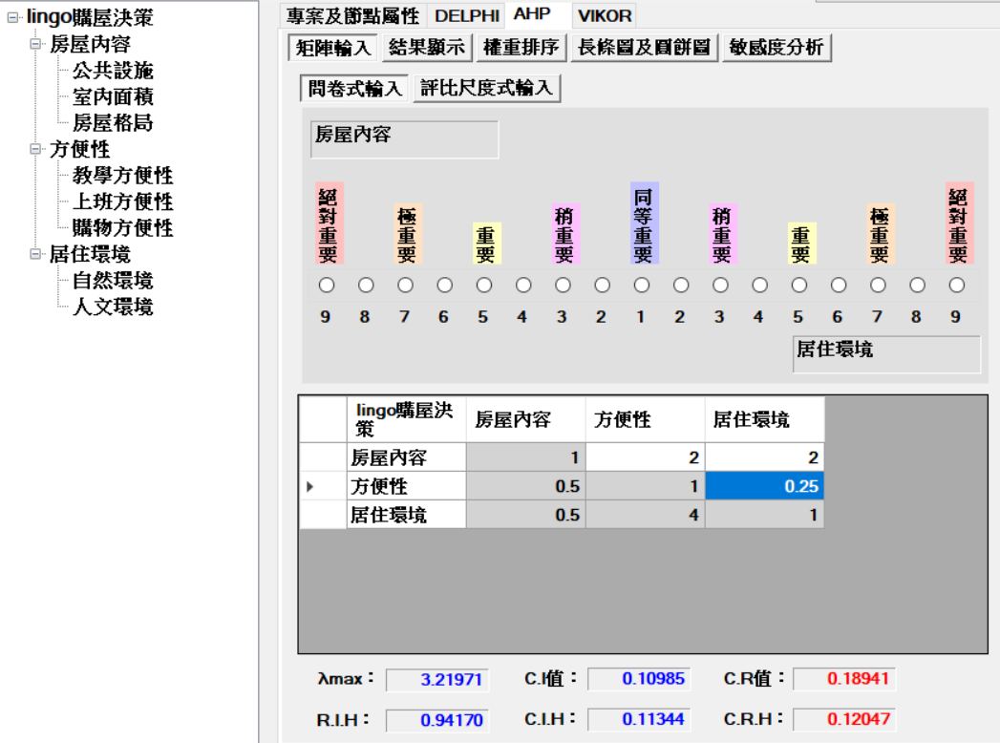 lingo購屋決策
房屋內容
公共設施
室內面積
房屋格局
方便性
教學方便性
上班方便性
購物方便性
居住環境
自然環境
人文環境
專案及節點屬性 DELPHI AHP VIKOR
矩陣輸入 結果顯示 權重排序 長條圖及圓餅圖 敏感度分析
問卷式輸入 評比尺度式輸入
房屋內容
絕對重要 極重要 重要 稍重要 同等重要 稍重要 重要 極重要 絕對重要
9 8 7 6 5 4 3 2 1 2 3 4 5 6 7 8 9
居住環境
lingo購屋決策 房屋內容 方便性 居住環境
房屋內容 1 2 2
方便性 0.5 1 0.25
居住環境 0.5 4 1
λmax： 3.21971 C.I值： 0.10985 C.R值： 0.18941
R.I.H： 0.94170 C.I.H： 0.11344 C.R.H： 0.12047